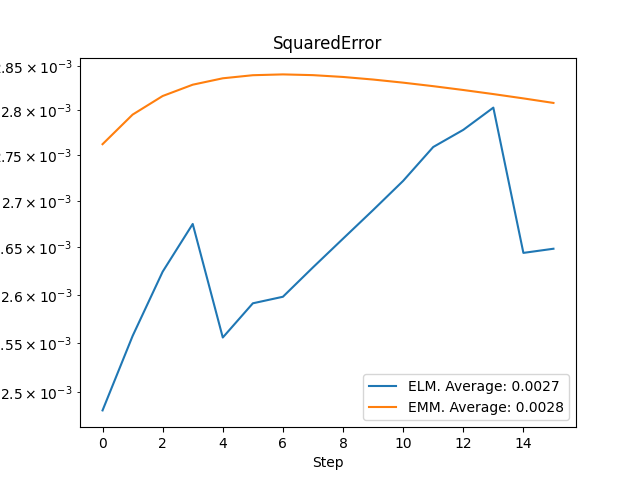 SquaredError
2.85 × 10⁻³
2.8 × 10⁻³
2.75 × 10⁻³
2.7 × 10⁻³
.65 × 10⁻³
2.6 × 10⁻³
.55 × 10⁻³
2.5 × 10⁻³
ELM. Average: 0.0027
EMM. Average: 0.0028
0 2 4 6 8 10 12 14
Step